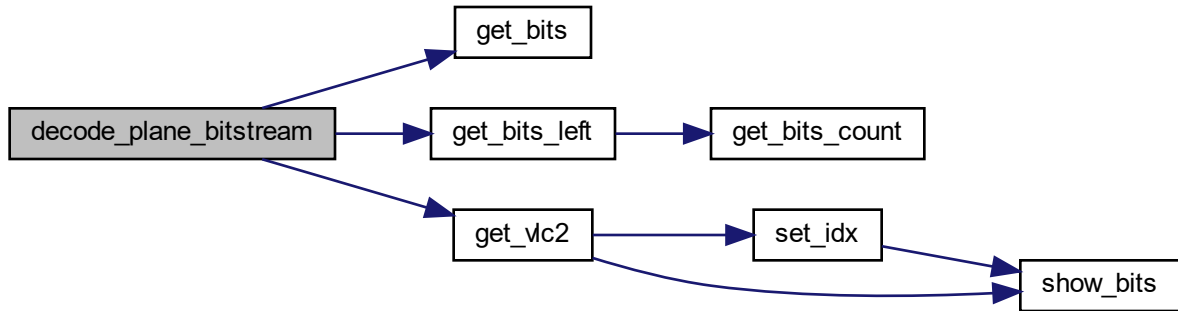 get_bits
decode_plane_bitstream
get_bits_left
get_bits_count
get_vlc2
set_idx
show_bits